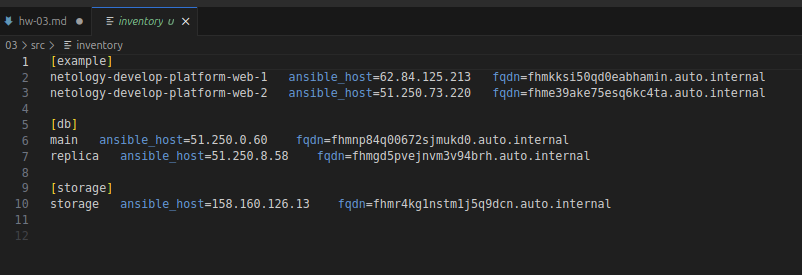 hw-03.md
inventory U
03 > src > inventory
1 [example]
2 netology-develop-platform-web-1 ansible_host=62.84.125.213 fqdn=fhmkksi50qd0eabhamin.auto.internal
3 netology-develop-platform-web-2 ansible_host=51.250.73.220 fqdn=fhme39ake75esq6kc4ta.auto.internal
4
5 [db]
6 main ansible_host=51.250.0.60 fqdn=fhmnp84q00672sjmukd0.auto.internal
7 replica ansible_host=51.250.8.58 fqdn=fhmgd5pvejnvm3v94brh.auto.internal
8
9 [storage]
10 storage ansible_host=158.160.126.13 fqdn=fhmr4kg1nstm1j5q9dcn.auto.internal
11
12